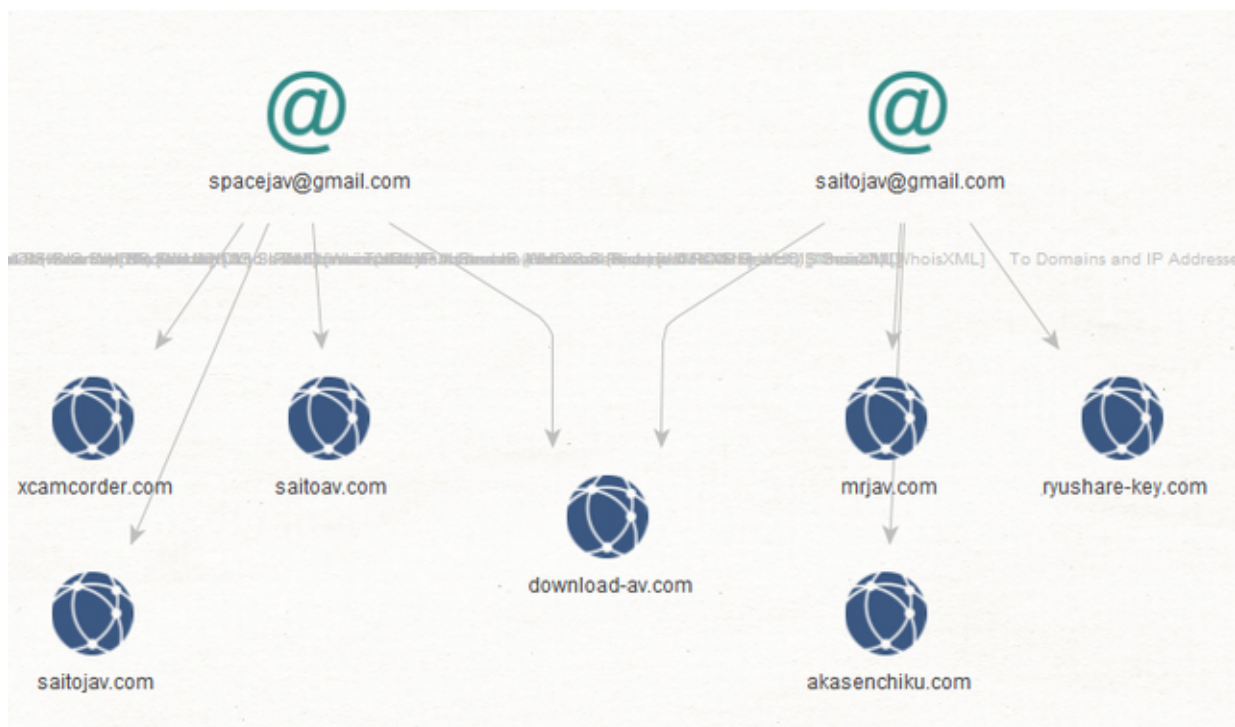 spacejav@gmail.com
saitojav@gmail.com
WhoisXML] To Domains and IP Addresse
xcamcorder.com
saitoav.com
mrjav.com
ryushare-key.com
download-av.com
saitojav.com
akasenchiku.com